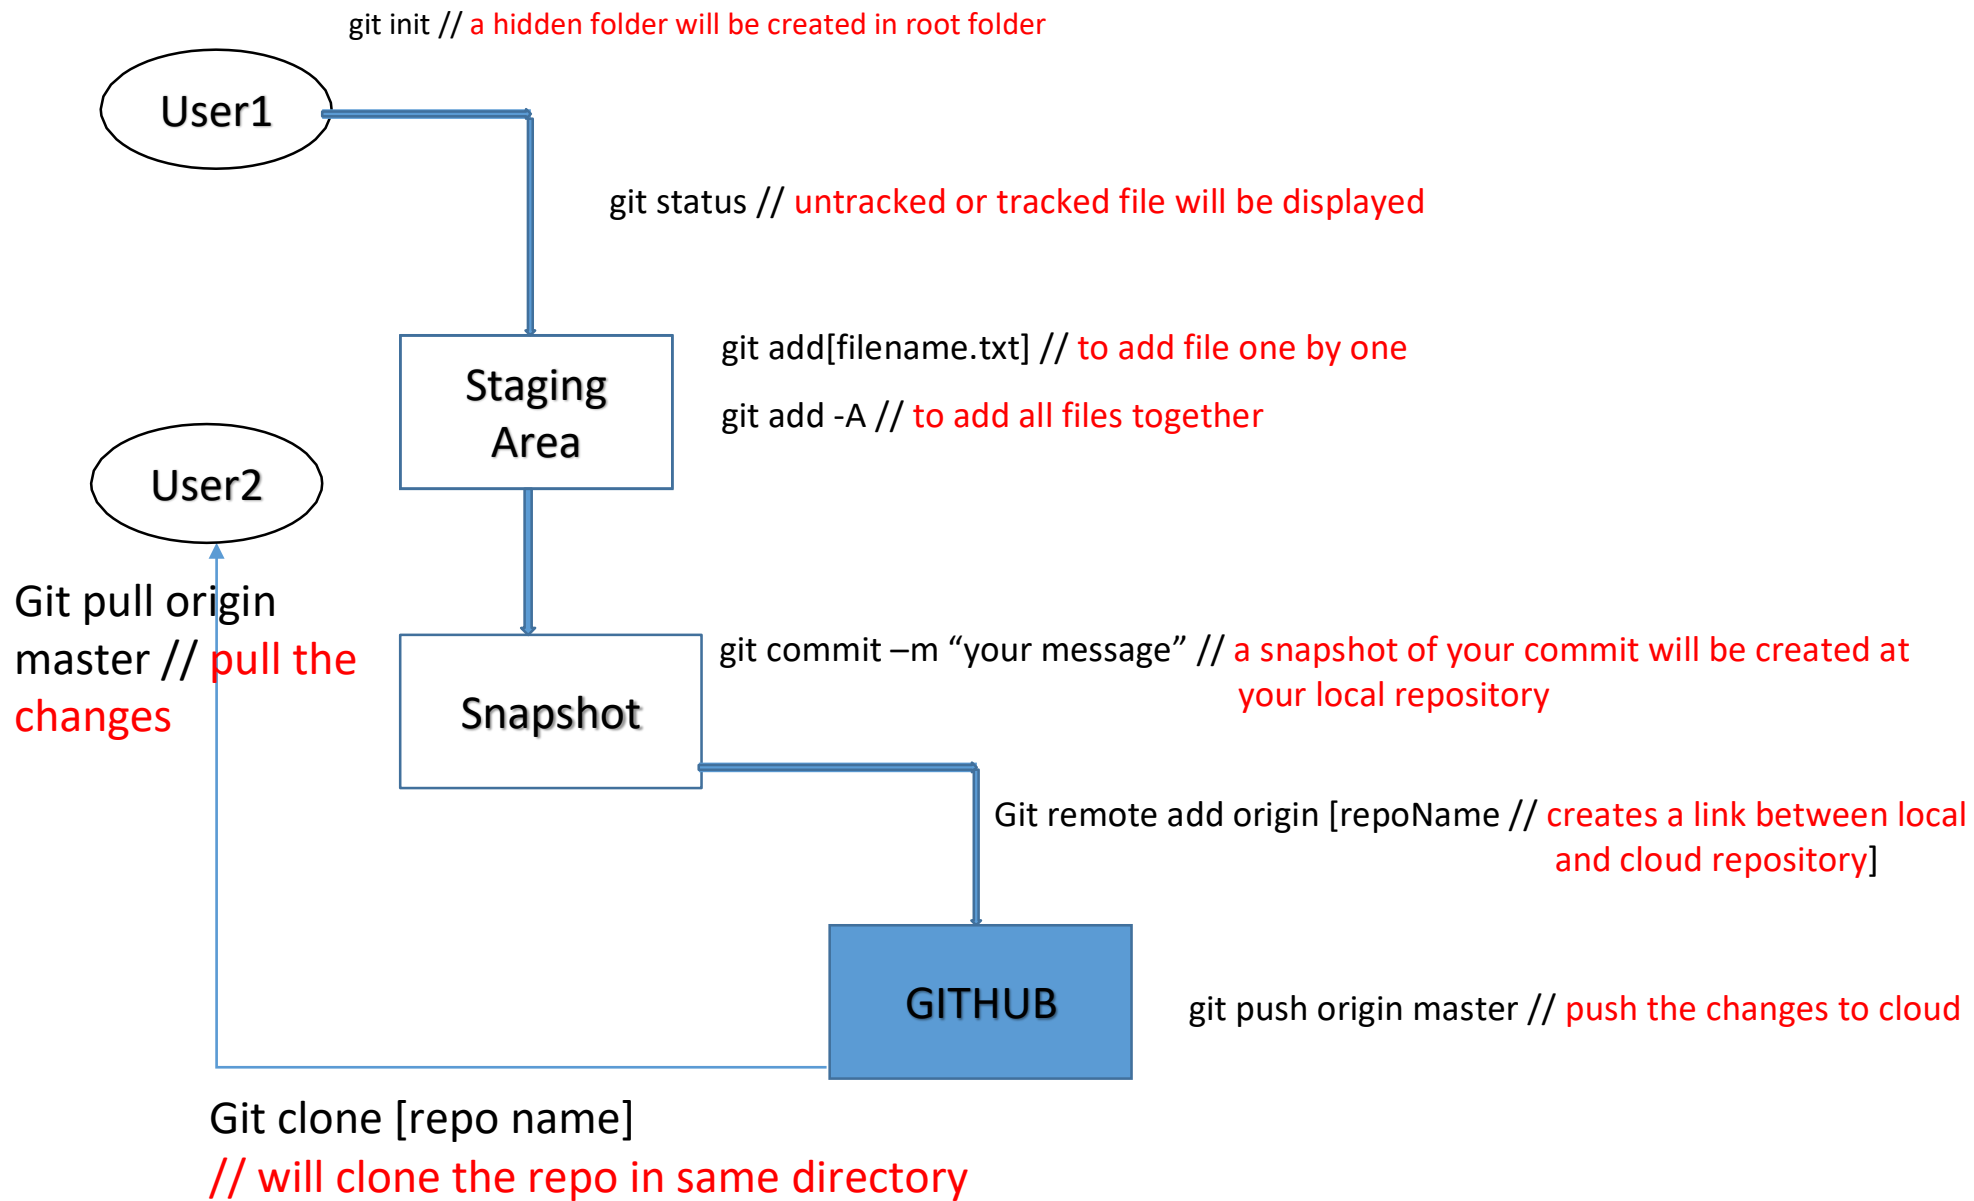 git init // a hidden folder will be created in root folder
User1
git status // untracked or tracked file will be displayed
Staging
Area
git add[filename.txt] // to add file one by one
git add -A // to add all files together
User2
Git pull origin
master // pull the
changes
Snapshot
git commit –m “your message” // a snapshot of your commit will be created at
your local repository
Git remote add origin [repoName // creates a link between local
and cloud repository]
GITHUB
git push origin master // push the changes to cloud
Git clone [repo name]
// will clone the repo in same directory